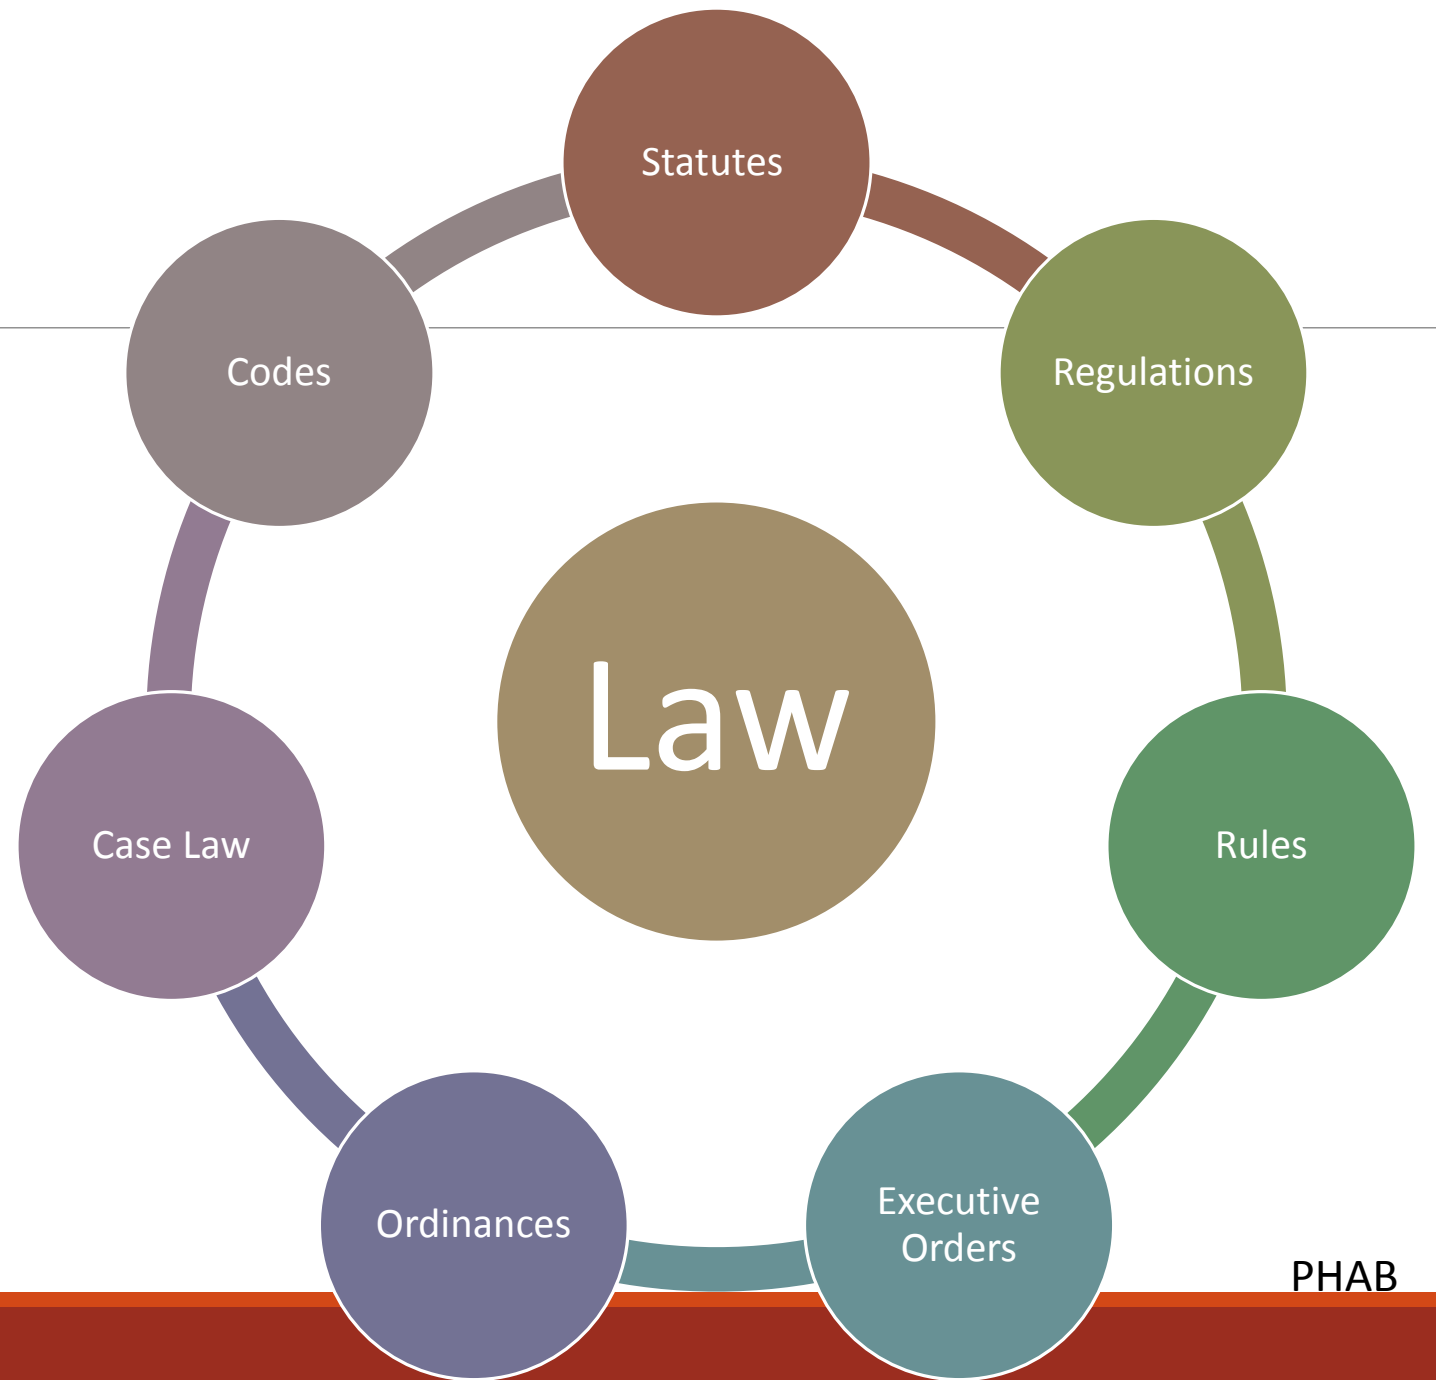 Statutes
Regulations
Rules
Executive
Orders
Ordinances
Case Law
Codes
Law
PHAB